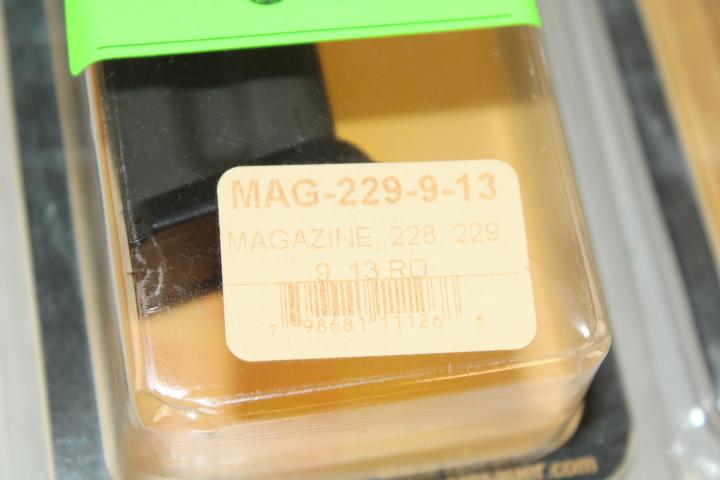 MAG-229-9-13
MAGAZINE, 228, 229,
9, 13 RD
7 98681 11126 5